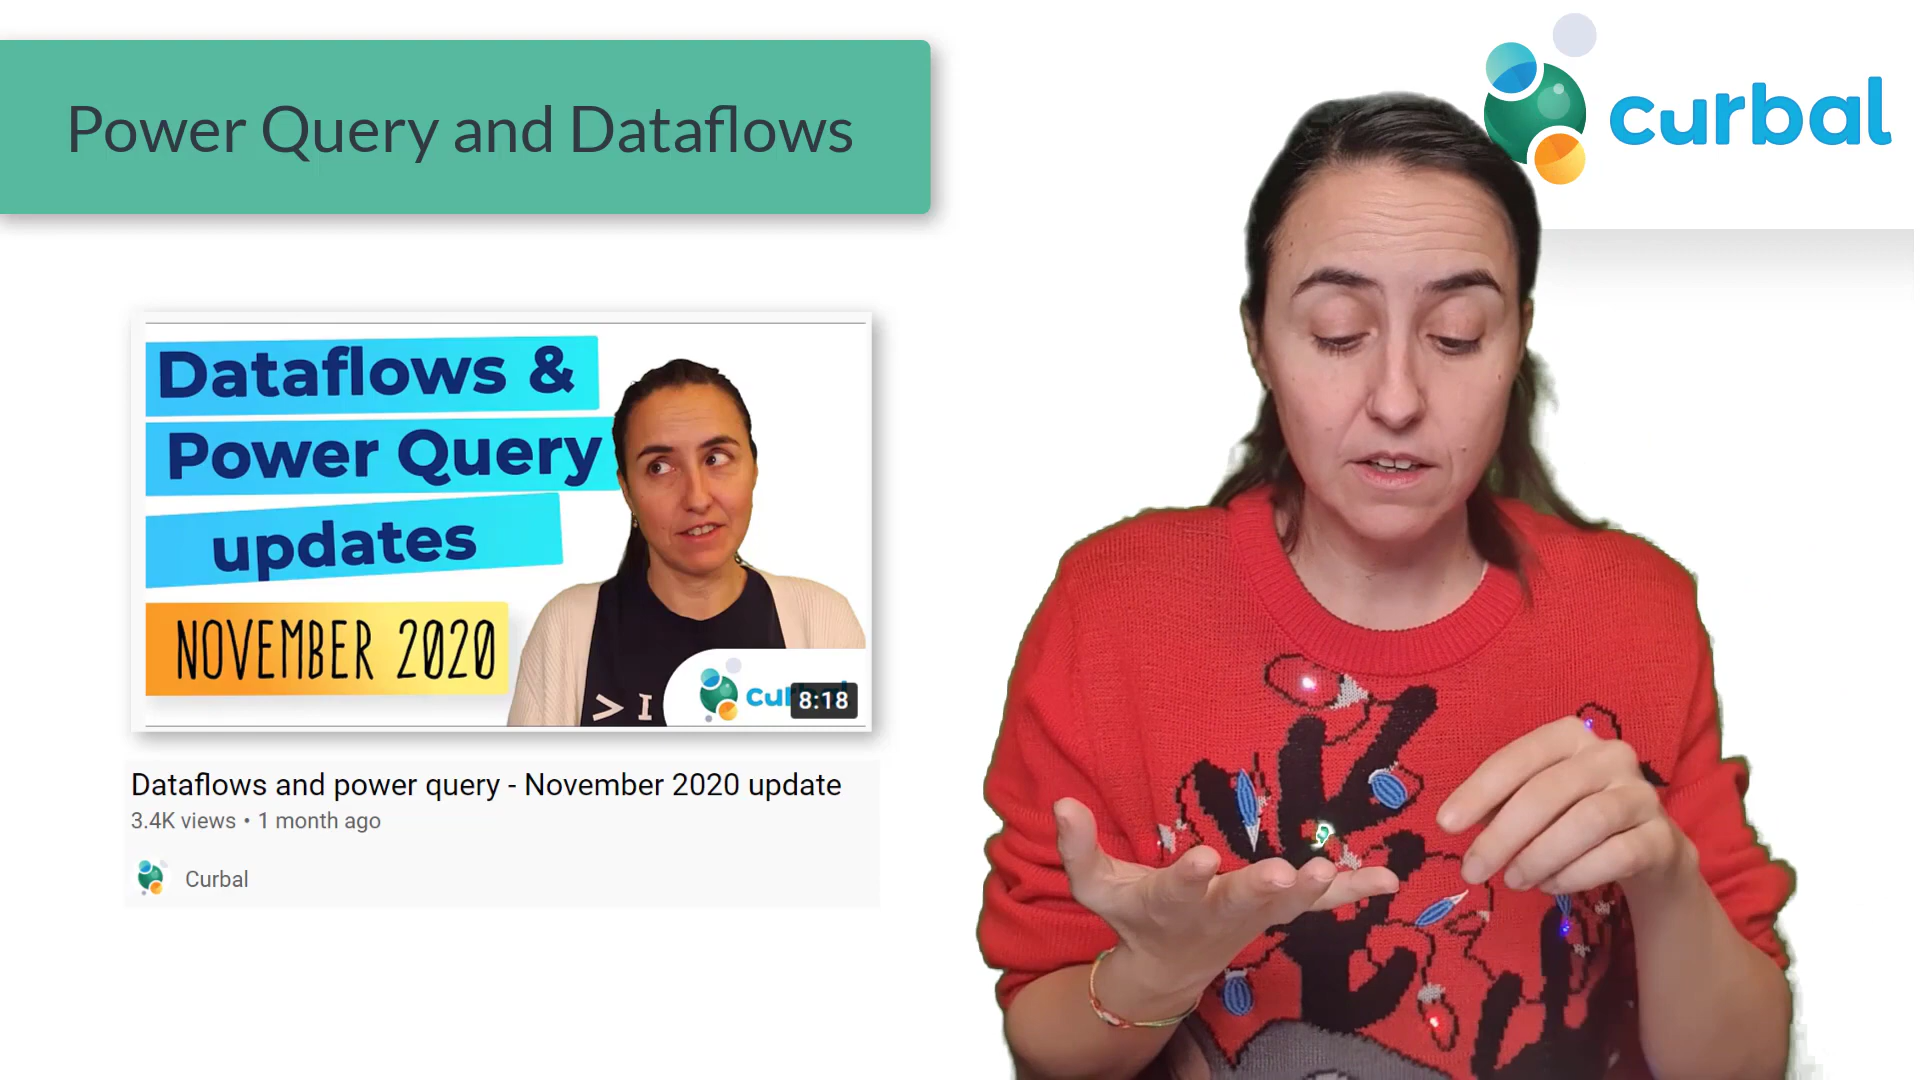 Power Query and Dataflows
curbal
Dataflows &
Power Query
updates
NOVEMBER 2020
> I
8:18
Dataflows and power query - November 2020 update
3.4K views • 1 month ago
Curbal